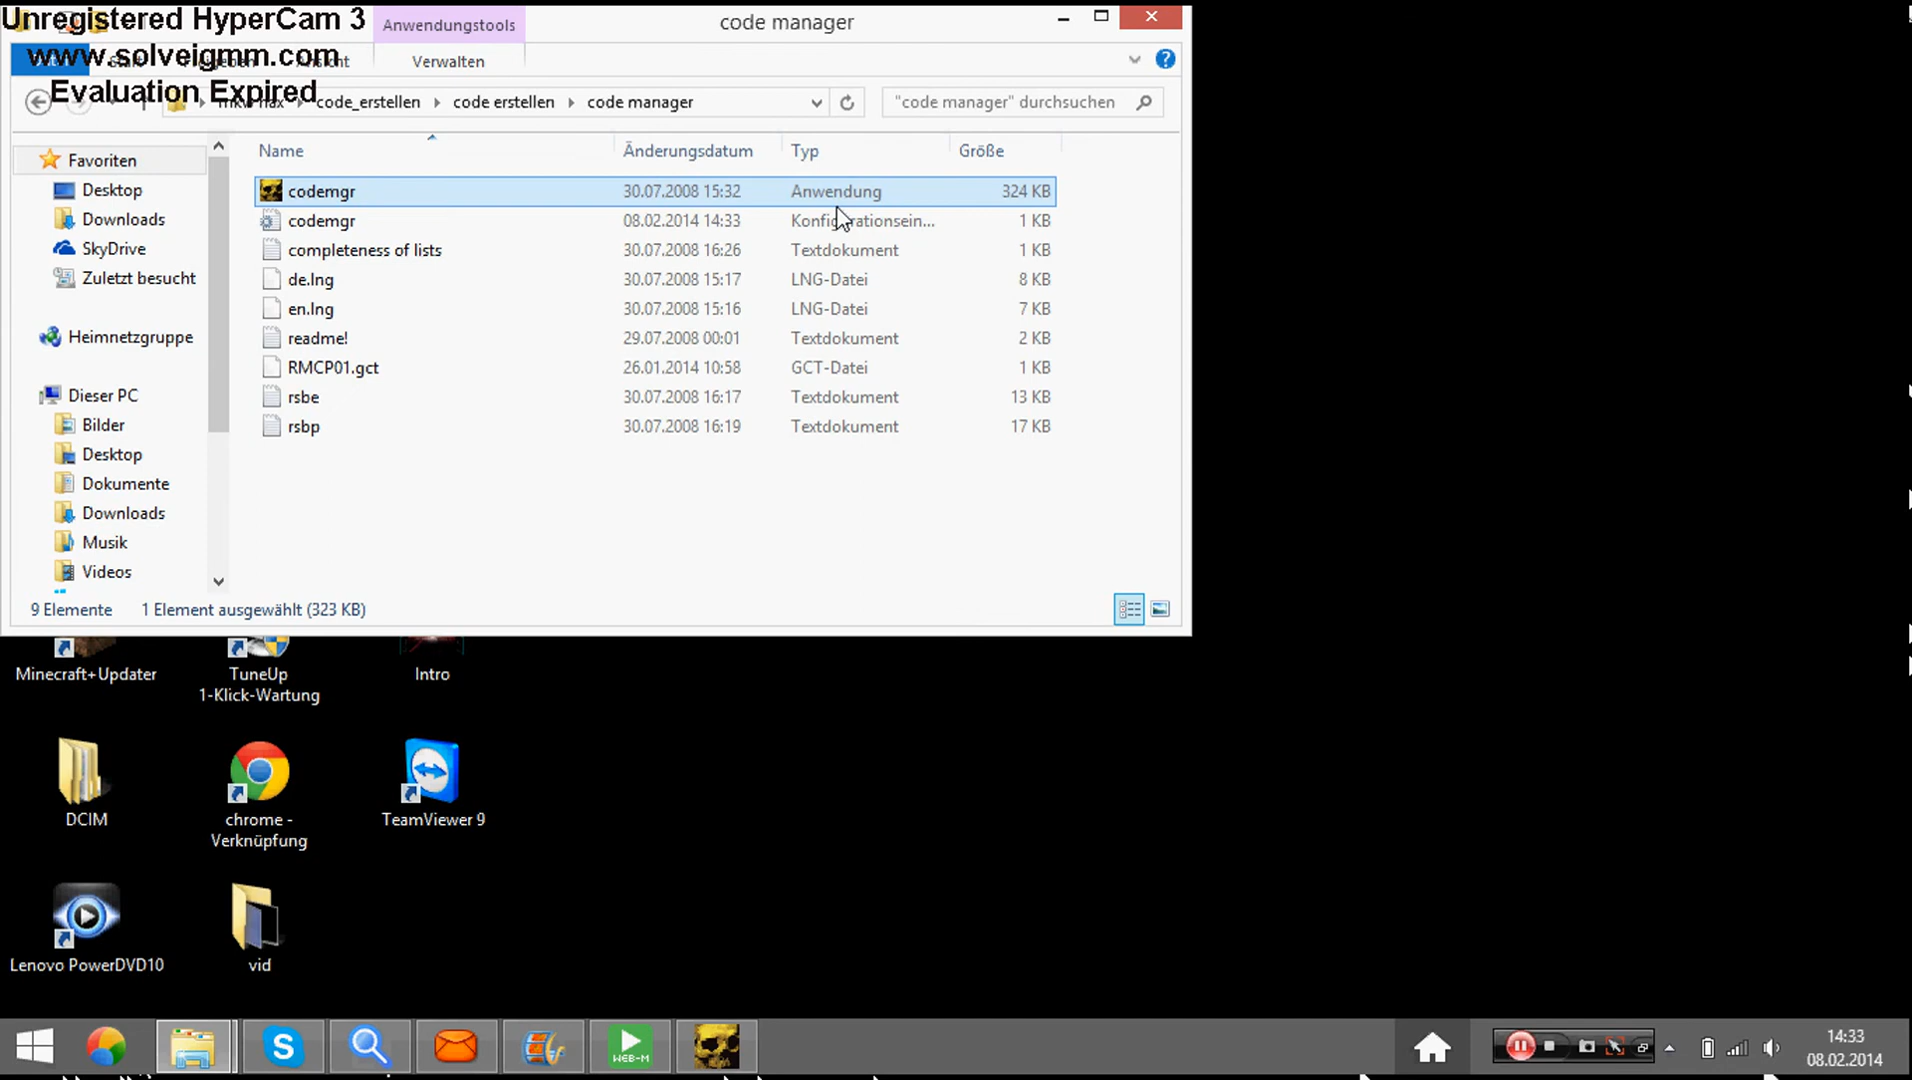 Unregistered HyperCam 3
www.solveigmm.com
Evaluation Expired
Anwendungstools
code manager
Verwalten
code_erstellen
code erstellen
code manager
"code manager" durchsuchen
Name
Änderungsdatum
Typ
Größe
codemgr 30.07.2008 15:32 Anwendung 324 KB
codemgr 08.02.2014 14:33 Konfigurationsein... 1 KB
completeness of lists 30.07.2008 16:26 Textdokument 1 KB
de.lng 30.07.2008 15:17 LNG-Datei 8 KB
en.lng 30.07.2008 15:16 LNG-Datei 7 KB
readme! 29.07.2008 00:01 Textdokument 2 KB
RMCP01.gct 26.01.2014 10:58 GCT-Datei 1 KB
rsbe 30.07.2008 16:17 Textdokument 13 KB
rsbp 30.07.2008 16:19 Textdokument 17 KB
Favoriten
Desktop
Downloads
SkyDrive
Zuletzt besucht
Heimnetzgruppe
Dieser PC
Bilder
Desktop
Dokumente
Downloads
Musik
Videos
9 Elemente
1 Element ausgewählt (323 KB)
Minecraft+Updater
TuneUp
1-Klick-Wartung
Intro
DCIM
chrome -
Verknüpfung
TeamViewer 9
Lenovo PowerDVD10
vid
WEB-M
14:33
08.02.2014